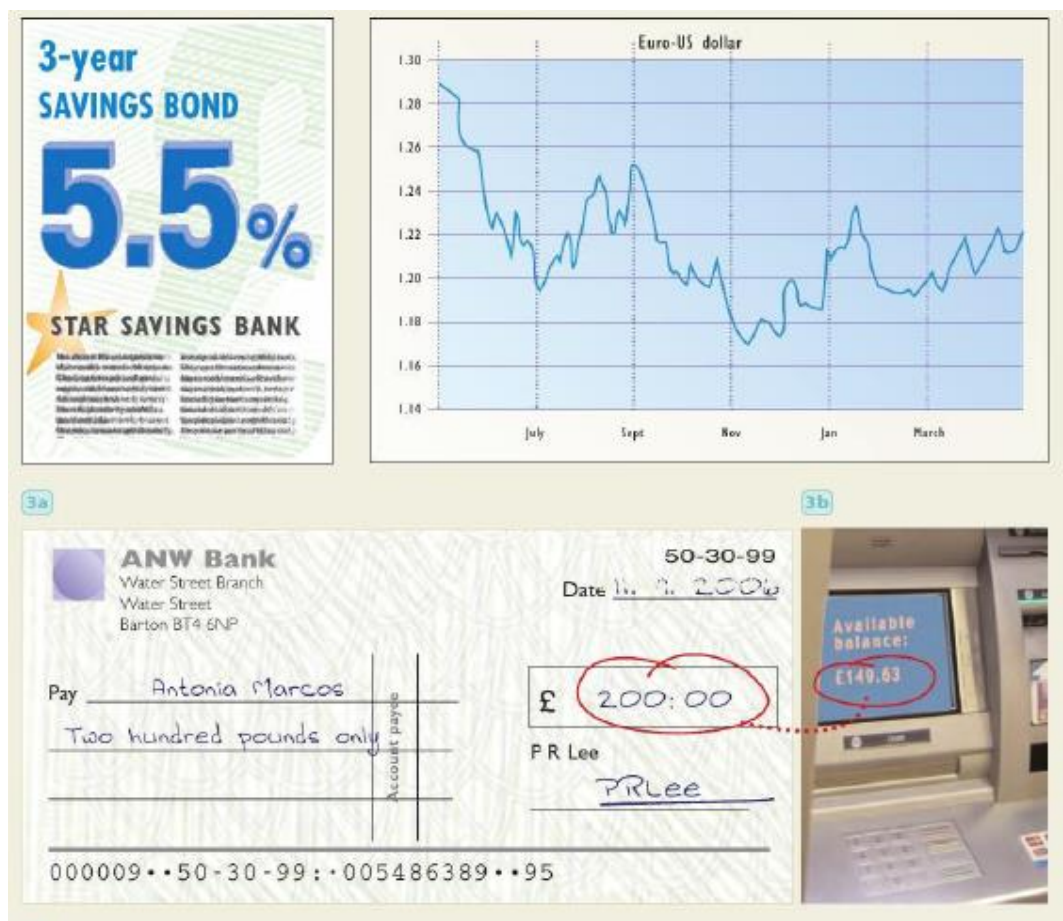 3-year
SAVINGS BOND
5.5%
STAR SAVINGS BANK
Euro-US dollar
1.30
1.28
1.26
1.24
1.22
1.20
1.18
1.16
1.14
July Sept Nov Jan March
3a
3b
ANW Bank
Water Street Branch
Water Street
Barton BT4 6NP
50-30-99
Date 2006
Pay Antonia Marcos
Two hundred pounds only
Account payee
£ 200:00
P R Lee
PRLee
000009••50-30-99:·005486389••95
Available
balance:
£149.63